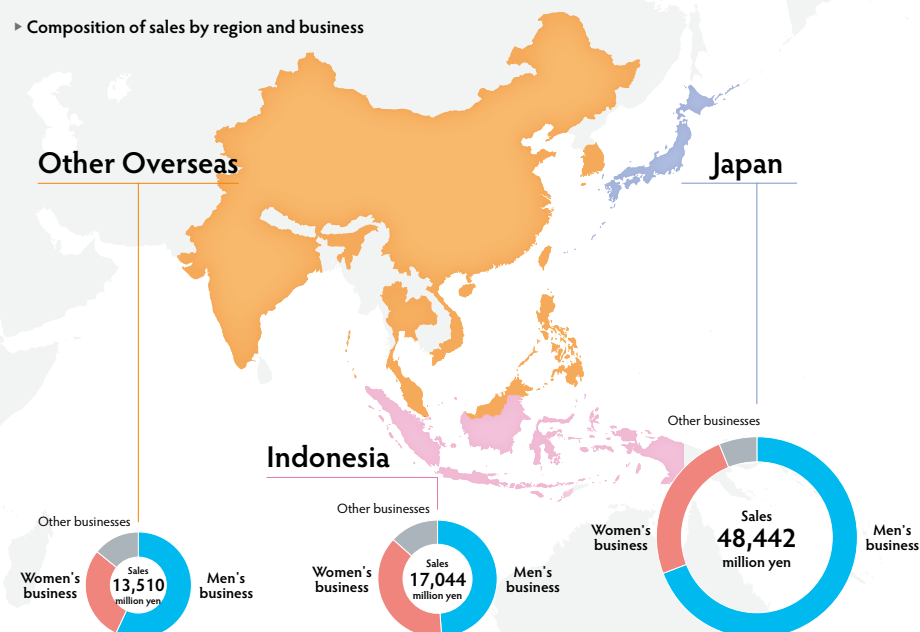 Composition of sales by region and business
Other Overseas
Japan
Indonesia
Other businesses
Women's
business
Sales
13,510
million yen
Men's
business
Other businesses
Women's
business
Sales
17,044
million yen
Men's
business
Other businesses
Women's
business
Sales
48,442
million yen
Men's
business